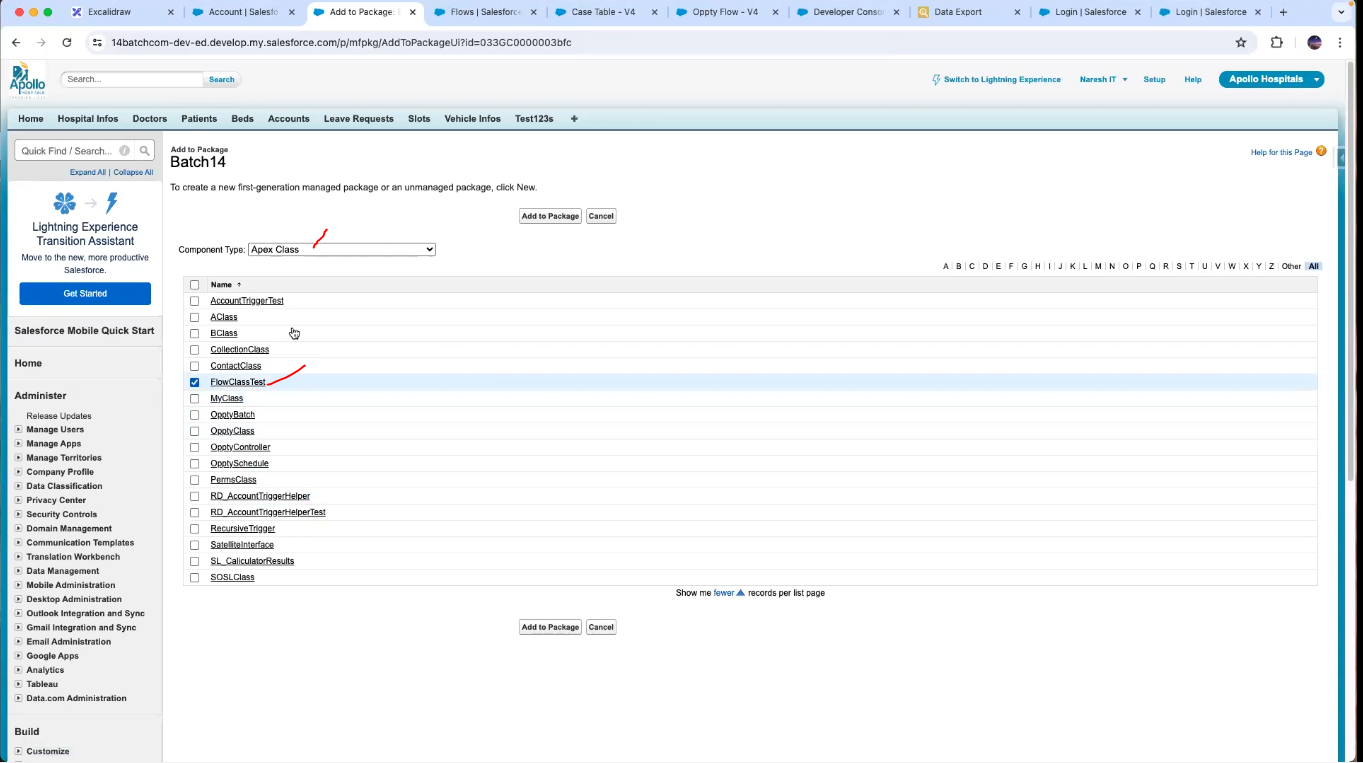 Excalidraw
Account | Salesfo
Add to Package:
Flows | Salesforce
Case Table - V4
Oppty Flow - V4
Developer Conso
Data Export
Login | Salesforce
Login | Salesforce
14batchcom-dev-ed.develop.my.salesforce.com/p/mfpkg/AddToPackageUi?id=033GC0000003bfc
Apollo
Search...
Search
Switch to Lightning Experience
Naresh IT
Setup
Help
Apollo Hospitals
Home
Hospital Infos
Doctors
Patients
Beds
Accounts
Leave Requests
Slots
Vehicle Infos
Test123s
Quick Find / Search...
Expand All | Collapse All
Lightning Experience
Transition Assistant
Move to the new, more productive
Salesforce.
Get Started
Salesforce Mobile Quick Start
Home
Administer
Release Updates
Manage Users
Manage Apps
Manage Territories
Company Profile
Data Classification
Privacy Center
Security Controls
Domain Management
Communication Templates
Translation Workbench
Data Management
Mobile Administration
Desktop Administration
Outlook Integration and Sync
Gmail Integration and Sync
Email Administration
Google Apps
Analytics
Tableau
Data.com Administration
Build
Customize
Add to Package
Batch14
Help for this Page
To create a new first-generation managed package or an unmanaged package, click New.
Add to Package
Cancel
Component Type:
Apex Class
A | B | C | D | E | F | G | H | I | J | K | L | M | N | O | P | Q | R | S | T | U | V | W | X | Y | Z | Other | All
Name
AccountTriggerTest
AClass
BClass
CollectionClass
ContactClass
FlowClassTest
MyClass
OpptyBatch
OpptyClass
OpptyController
OpptySchedule
PermsClass
RD_AccountTriggerHelper
RD_AccountTriggerHelperTest
RecursiveTrigger
SatelliteInterface
SL_CaliculatorResults
SOSLClass
Show me fewer records per list page
Add to Package
Cancel